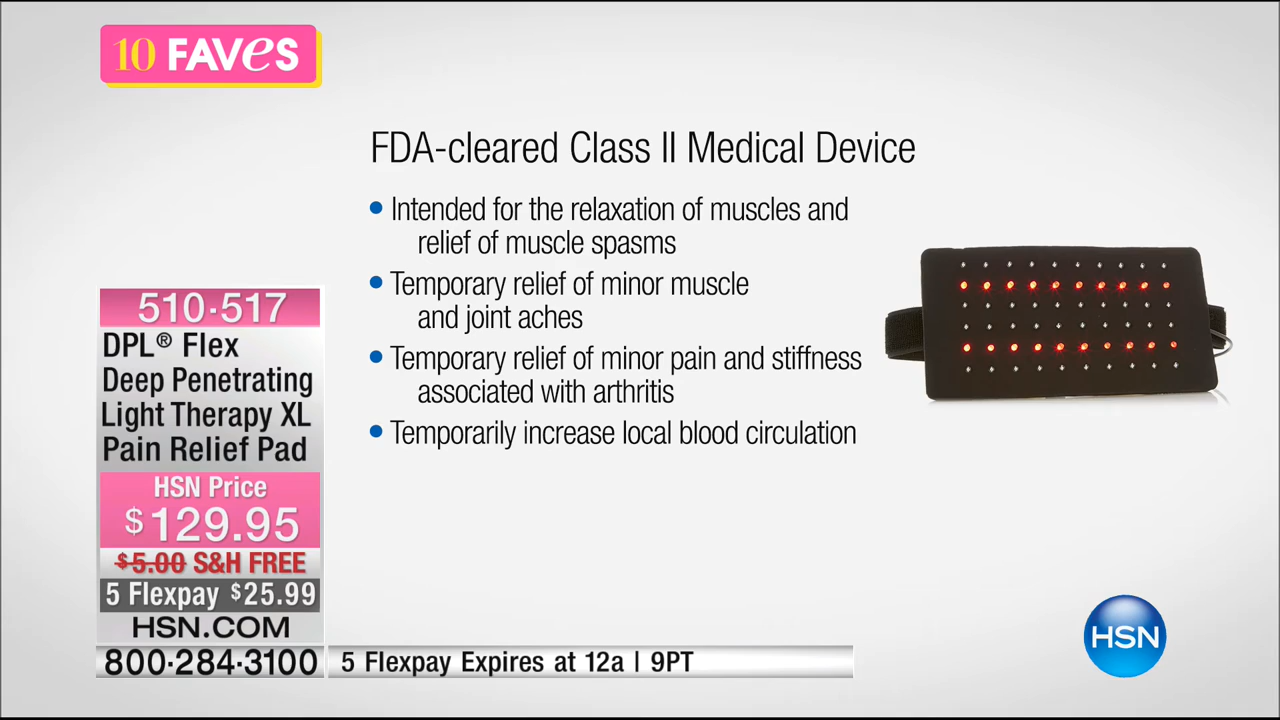 10 FAVES
FDA-cleared Class II Medical Device
• Intended for the relaxation of muscles and
relief of muscle spasms
• Temporary relief of minor muscle
and joint aches
• Temporary relief of minor pain and stiffness
associated with arthritis
• Temporarily increase local blood circulation
510·517
DPL® Flex
Deep Penetrating
Light Therapy XL
Pain Relief Pad
HSN Price
$129.95
$5.00 S&H FREE
5 Flexpay $25.99
HSN.COM
800·284·3100
5 Flexpay Expires at 12a | 9PT
HSN